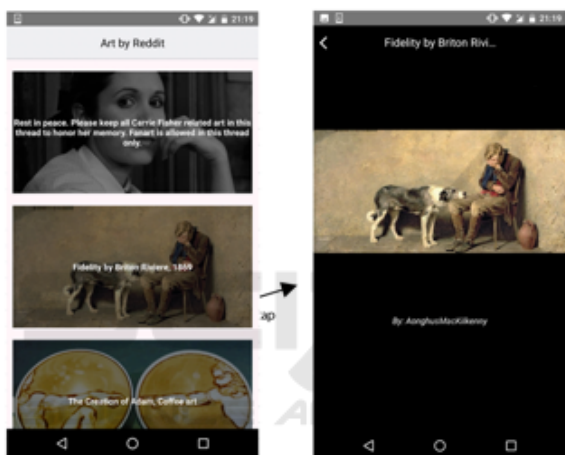 21:19
Art by Reddit
Rest in peace. Please keep all Carrie Fisher related art in this
thread to honor her memory. Fanart is allowed in this thread
only.
Fidelity by Briton Riviere, 1869
The Creation of Adam, Coffee art
ap
21:19
Fidelity by Briton Rivi...
By: AonghusMacKilkenny